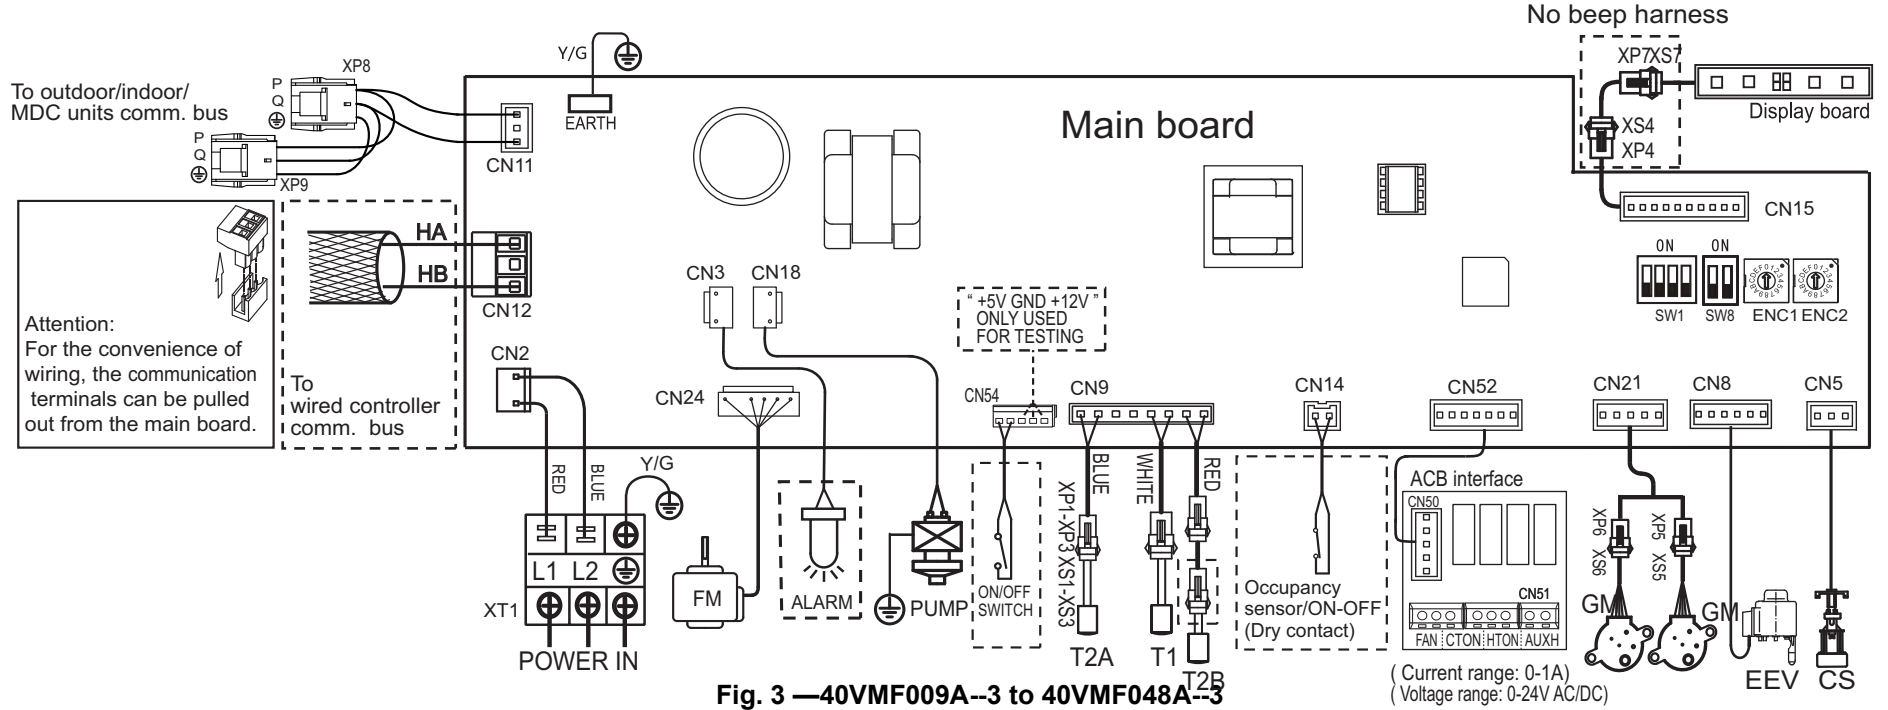 No beep harness
Y/G
XP7 XS7
XP8
To outdoor/indoor/
MDC units comm. bus
P
Q
P
Q
XP9
CN11
EARTH
Main board
Display board
XS4
XP4
CN15
HA
HB
CN12
CN3
CN18
" +5V GND +12V "
ONLY USED
FOR TESTING
ON
ON
SW1
SW8
ENC1
ENC2
Attention:
For the convenience of
wiring, the communication
terminals can be pulled
out from the main board.
To
wired controller
comm. bus
CN2
CN24
CN54
CN9
CN14
CN52
CN21
CN8
CN5
RED
BLUE
Y/G
BLUE
WHITE
RED
XP1-XP3
XS1-XS3
ACB interface
CN50
XP6
XS6
XP5
XS5
L1
L2
XT1
POWER IN
FM
ALARM
PUMP
ON/OFF
SWITCH
T2A
T1
T2B
Occupancy
sensor/ON-OFF
(Dry contact)
CN51
FAN
CTON
HTON
AUXH
( Current range: 0-1A)
( Voltage range: 0-24V AC/DC)
GM
GM
EEV
CS
Fig. 3 —40VMF009A--3 to 40VMF048A--3